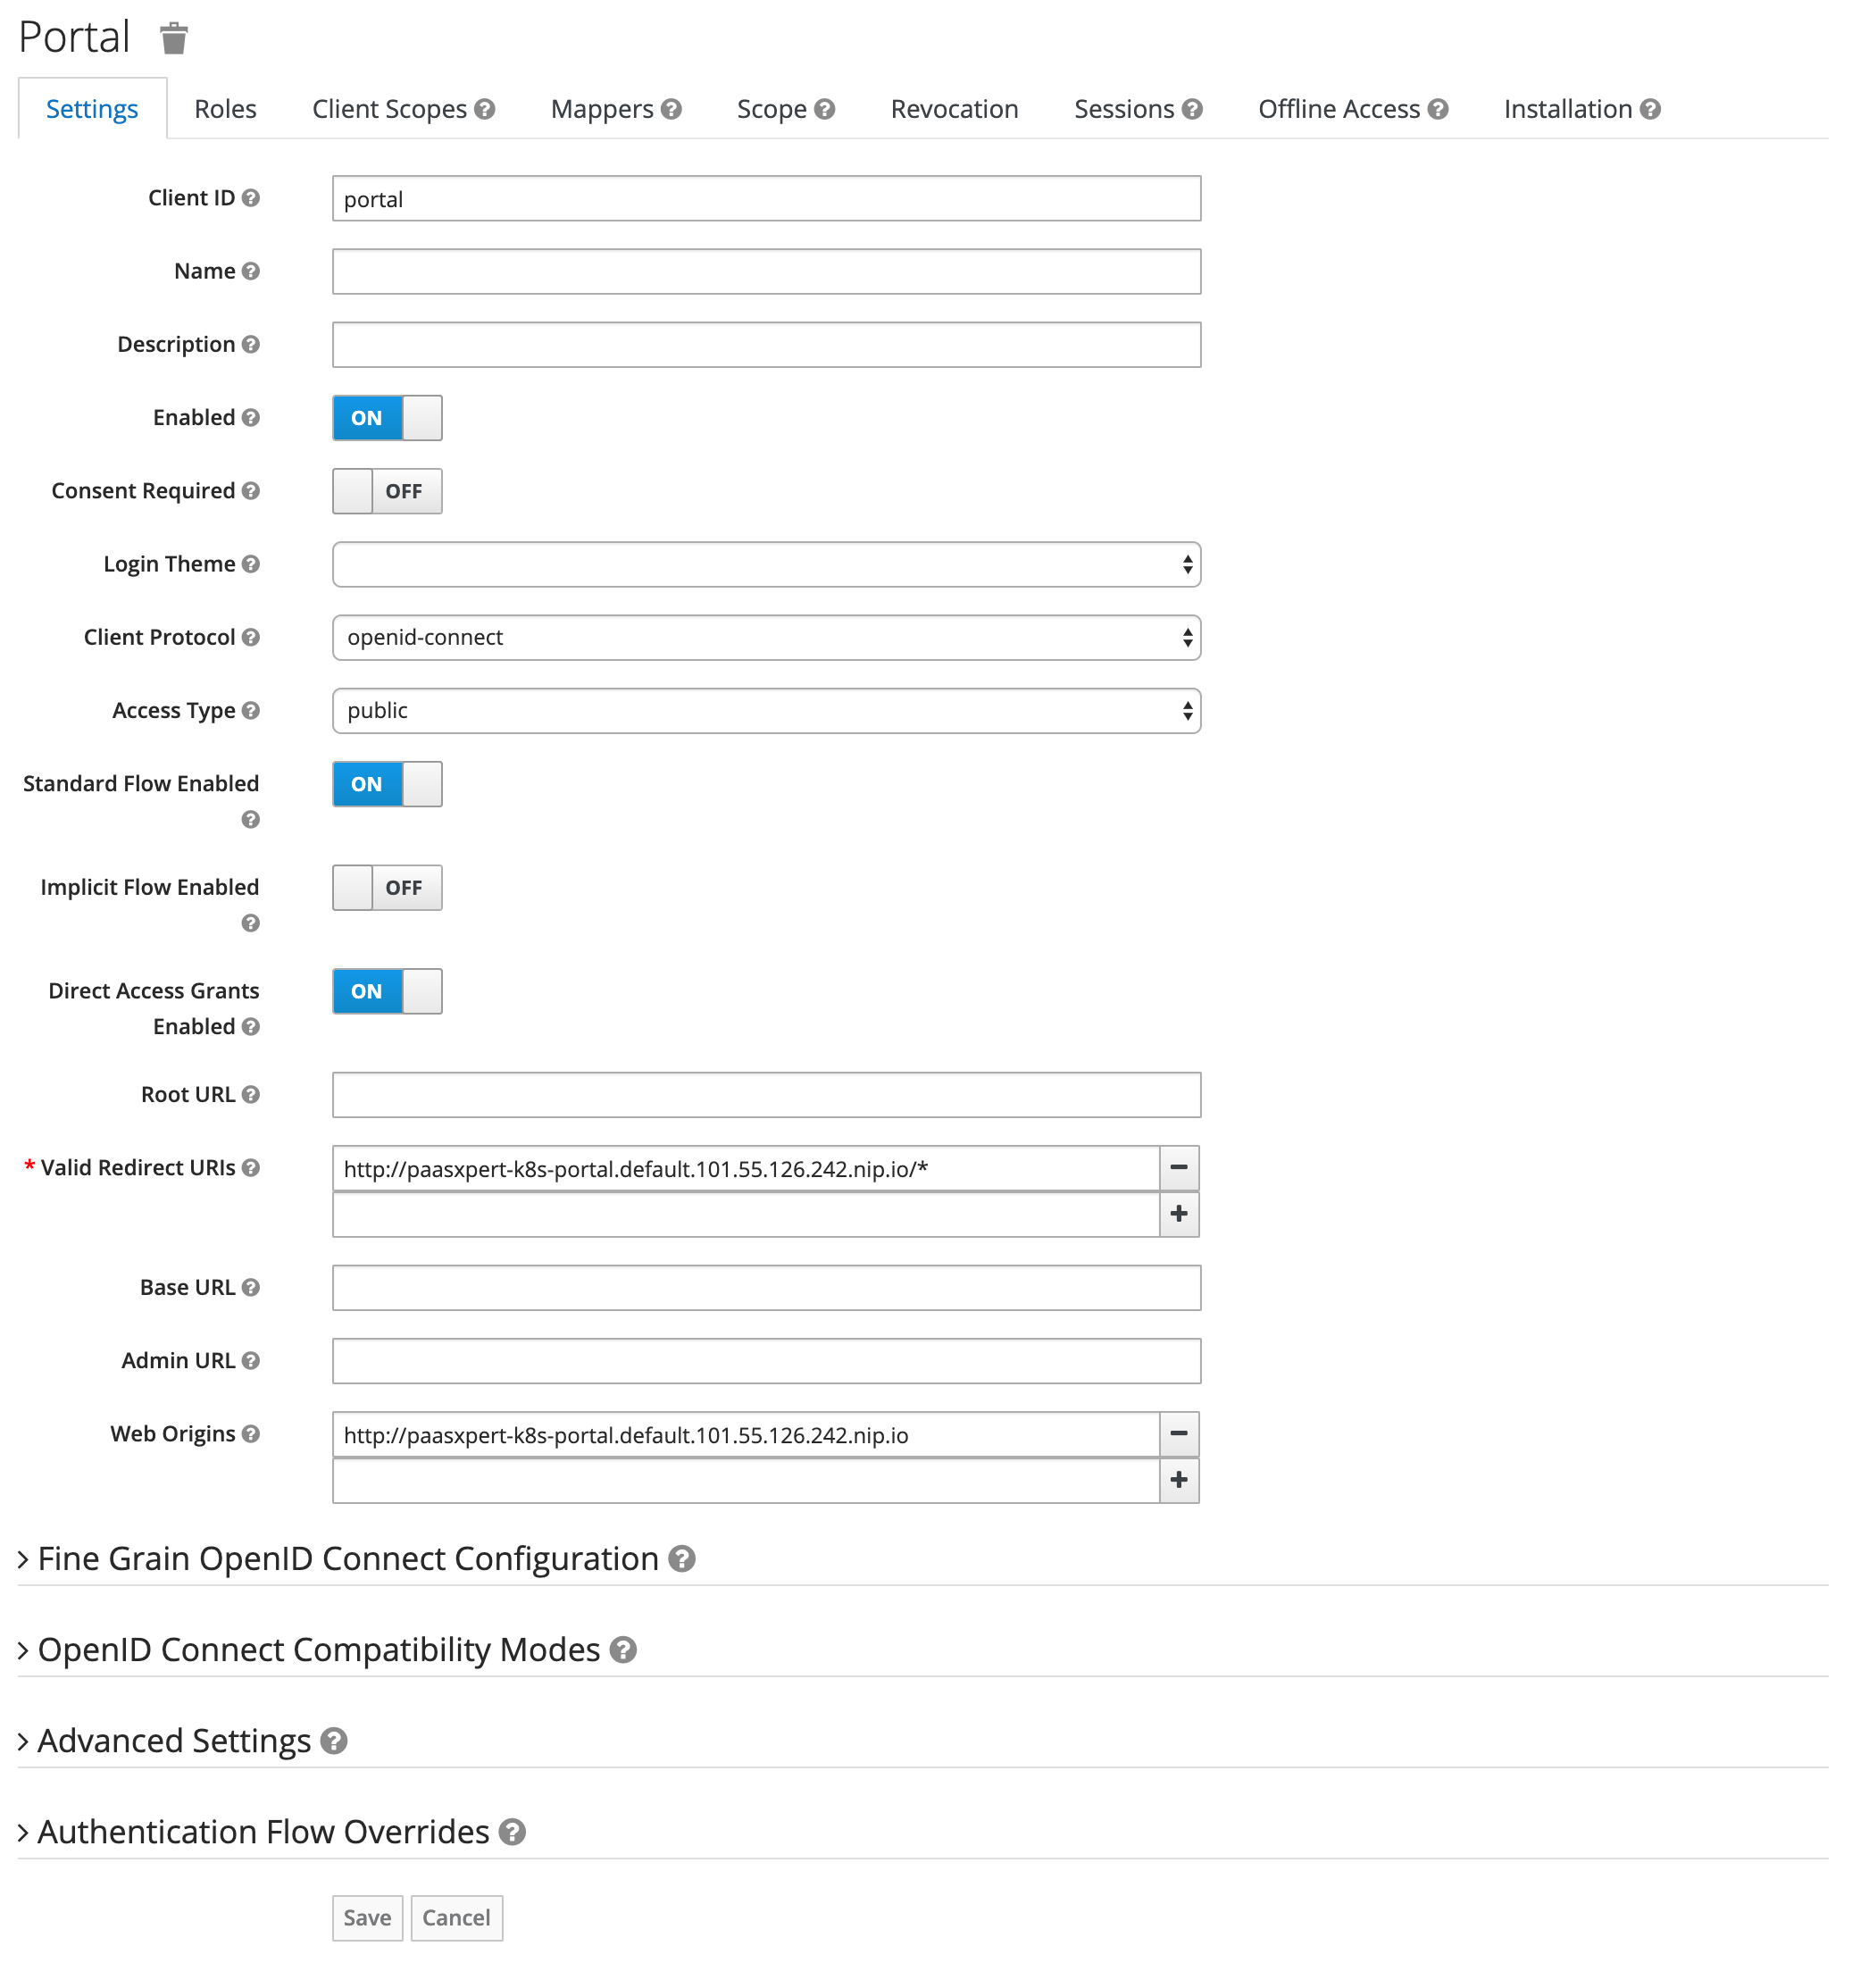 Portal
Settings Roles Client Scopes Mappers Scope Revocation Sessions Offline Access Installation
Client ID portal
Name
Description
Enabled ON
Consent Required OFF
Login Theme
Client Protocol openid-connect
Access Type public
Standard Flow Enabled ON
Implicit Flow Enabled OFF
Direct Access Grants ON
Enabled
Root URL
* Valid Redirect URIs http://paasxpert-k8s-portal.default.101.55.126.242.nip.io/*
Base URL
Admin URL
Web Origins http://paasxpert-k8s-portal.default.101.55.126.242.nip.io
Fine Grain OpenID Connect Configuration
OpenID Connect Compatibility Modes
Advanced Settings
Authentication Flow Overrides
Save Cancel